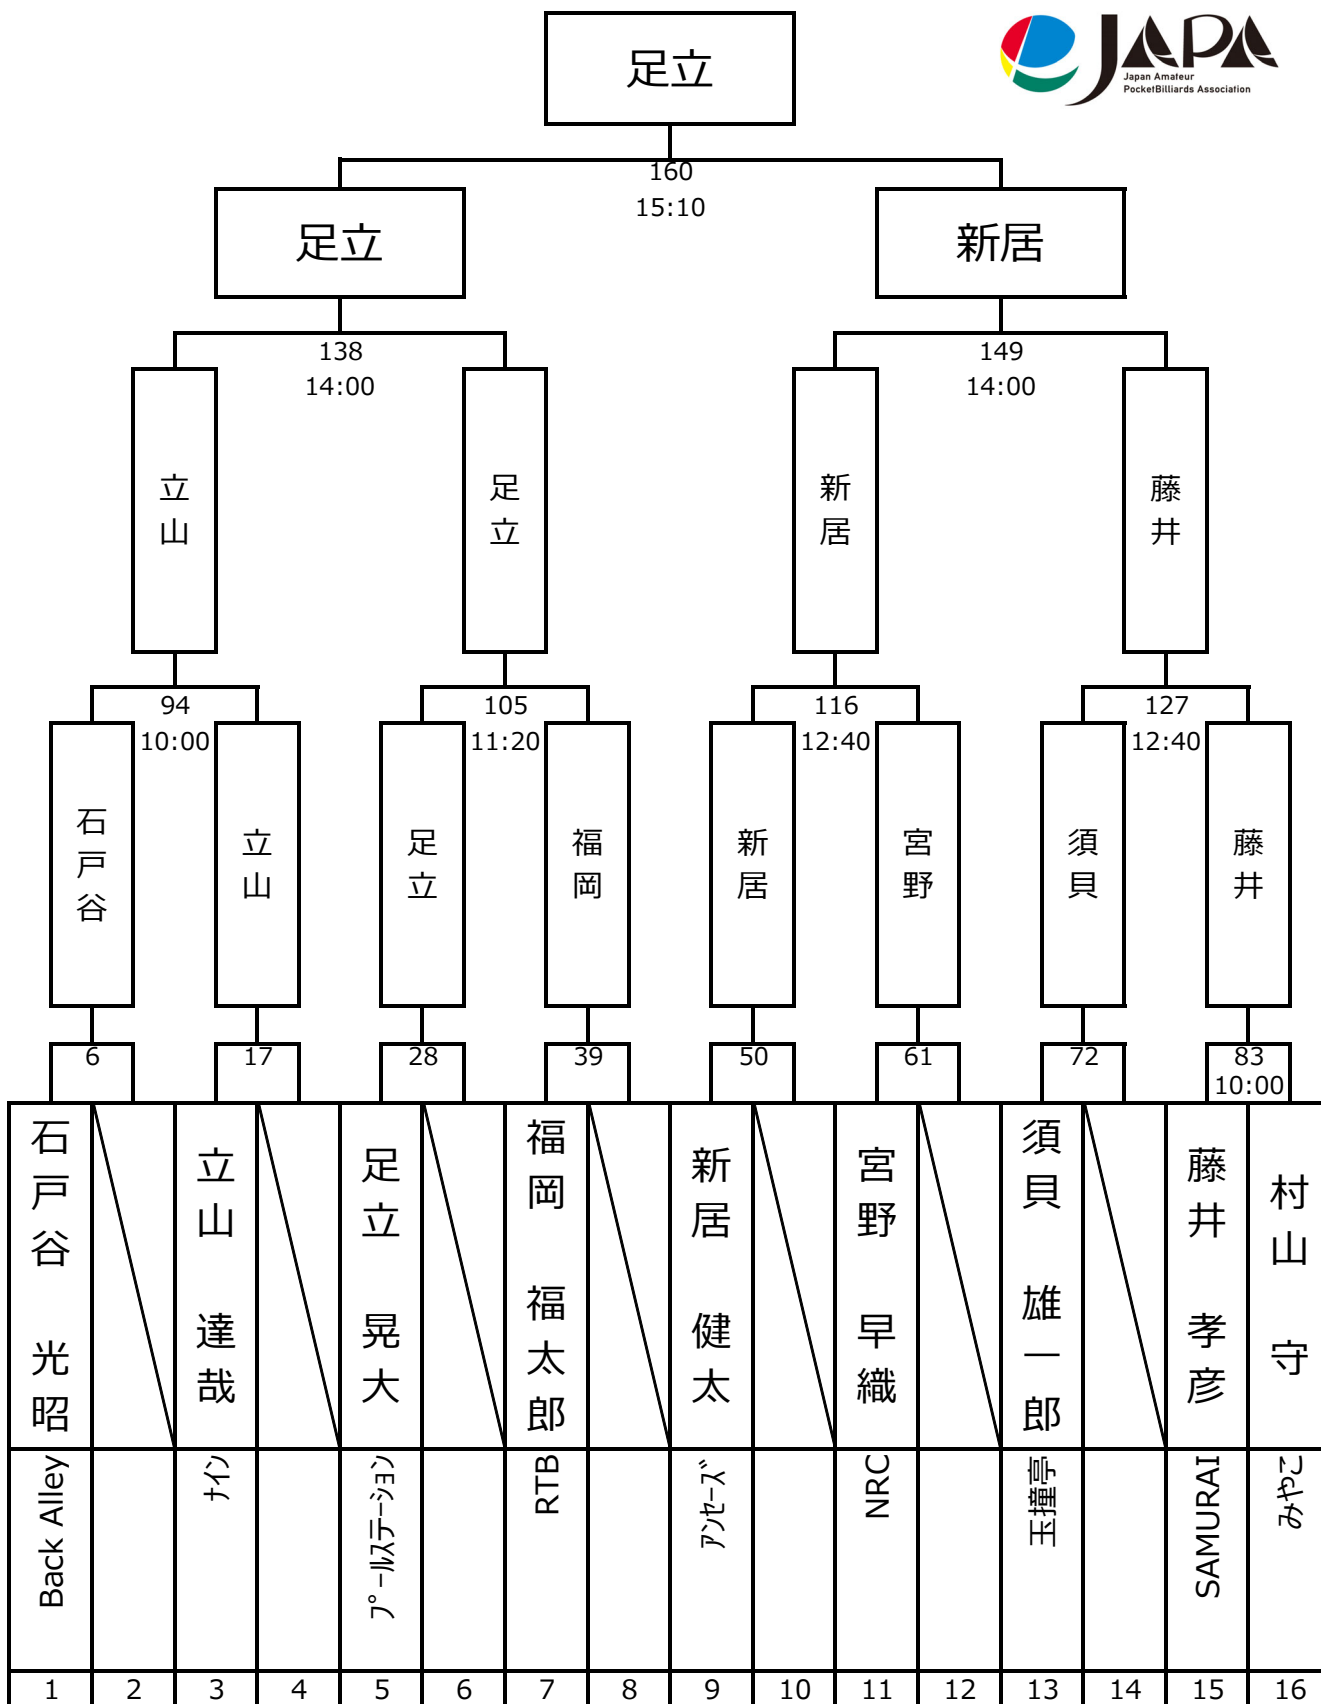 足立
JAPA
Japan Amateur
PocketBilliards Association
160
15:10
足立
新居
138
14:00
149
14:00
立山
足立
新居
藤井
94
10:00
105
11:20
116
12:40
127
12:40
石戸谷
立山
足立
福岡
新居
宮野
須貝
藤井
6
17
28
39
50
61
72
83
10:00
石戸谷 光昭
立山 達哉
足立 晃大
福岡 福太郎
新居 健太
宮野 早織
須貝 雄一郎
藤井 孝彦
村山 守
Back Alley
ﾅｲﾝ
ﾌﾟｰﾙｽﾃｰｼｮﾝ
RTB
ｱﾝｾｰｽﾞ
NRC
玉撞亭
SAMURAI
みやこ
1 2 3 4 5 6 7 8 9 10 11 12 13 14 15 16